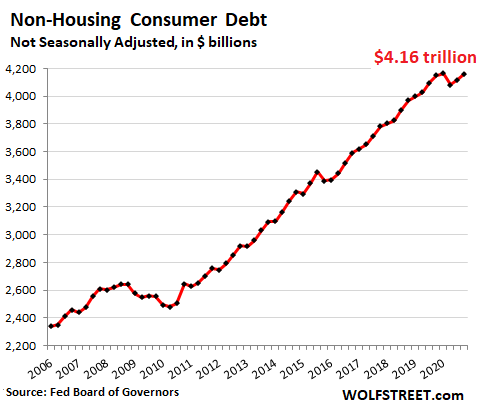 Non-Housing Consumer Debt
Not Seasonally Adjusted, in $ billions
$4.16 trillion
4,200
4,000
3,800
3,600
3,400
3,200
3,000
2,800
2,600
2,400
2,200
2006 2007 2008 2009 2010 2011 2012 2013 2014 2015 2016 2017 2018 2019 2020
Source: Fed Board of Governors
WOLFSTREET.com